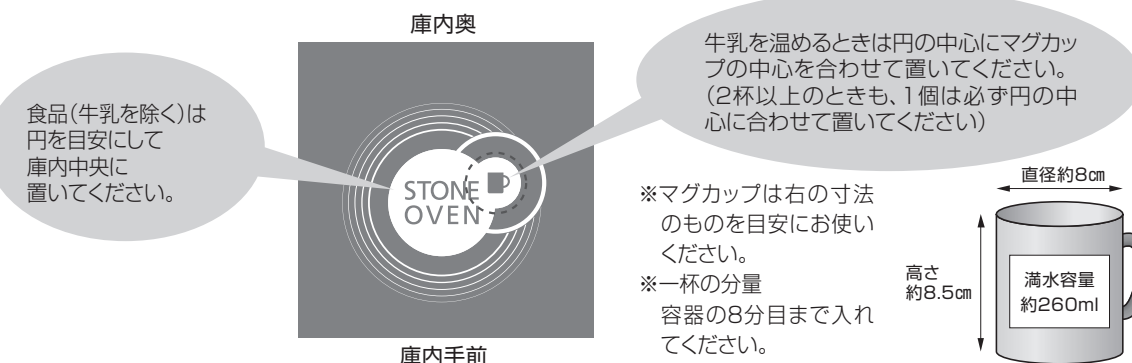 庫内奥
食品(牛乳を除く)は
円を目安にして
庫内中央に
置いてください。
STONE
OVEN
庫内手前
牛乳を温めるときは円の中心にマグカッ
プの中心を合わせて置いてください。
(2杯以上のときも、1個は必ず円の中
心に合わせて置いてください)
※マグカップは右の寸法
のものを目安にお使い
ください。
※一杯の分量
容器の8分目まで入れ
てください。
直径約8㎝
高さ
約8.5㎝
満水容量
約260ml